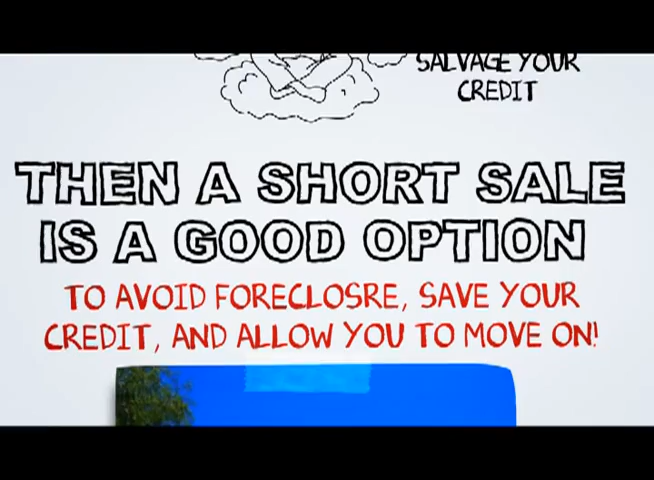 SALVAGE YOUR
CREDIT
THEN A SHORT SALE
IS A GOOD OPTION
TO AVOID FORECLOSRE, SAVE YOUR
CREDIT, AND ALLOW YOU TO MOVE ON!